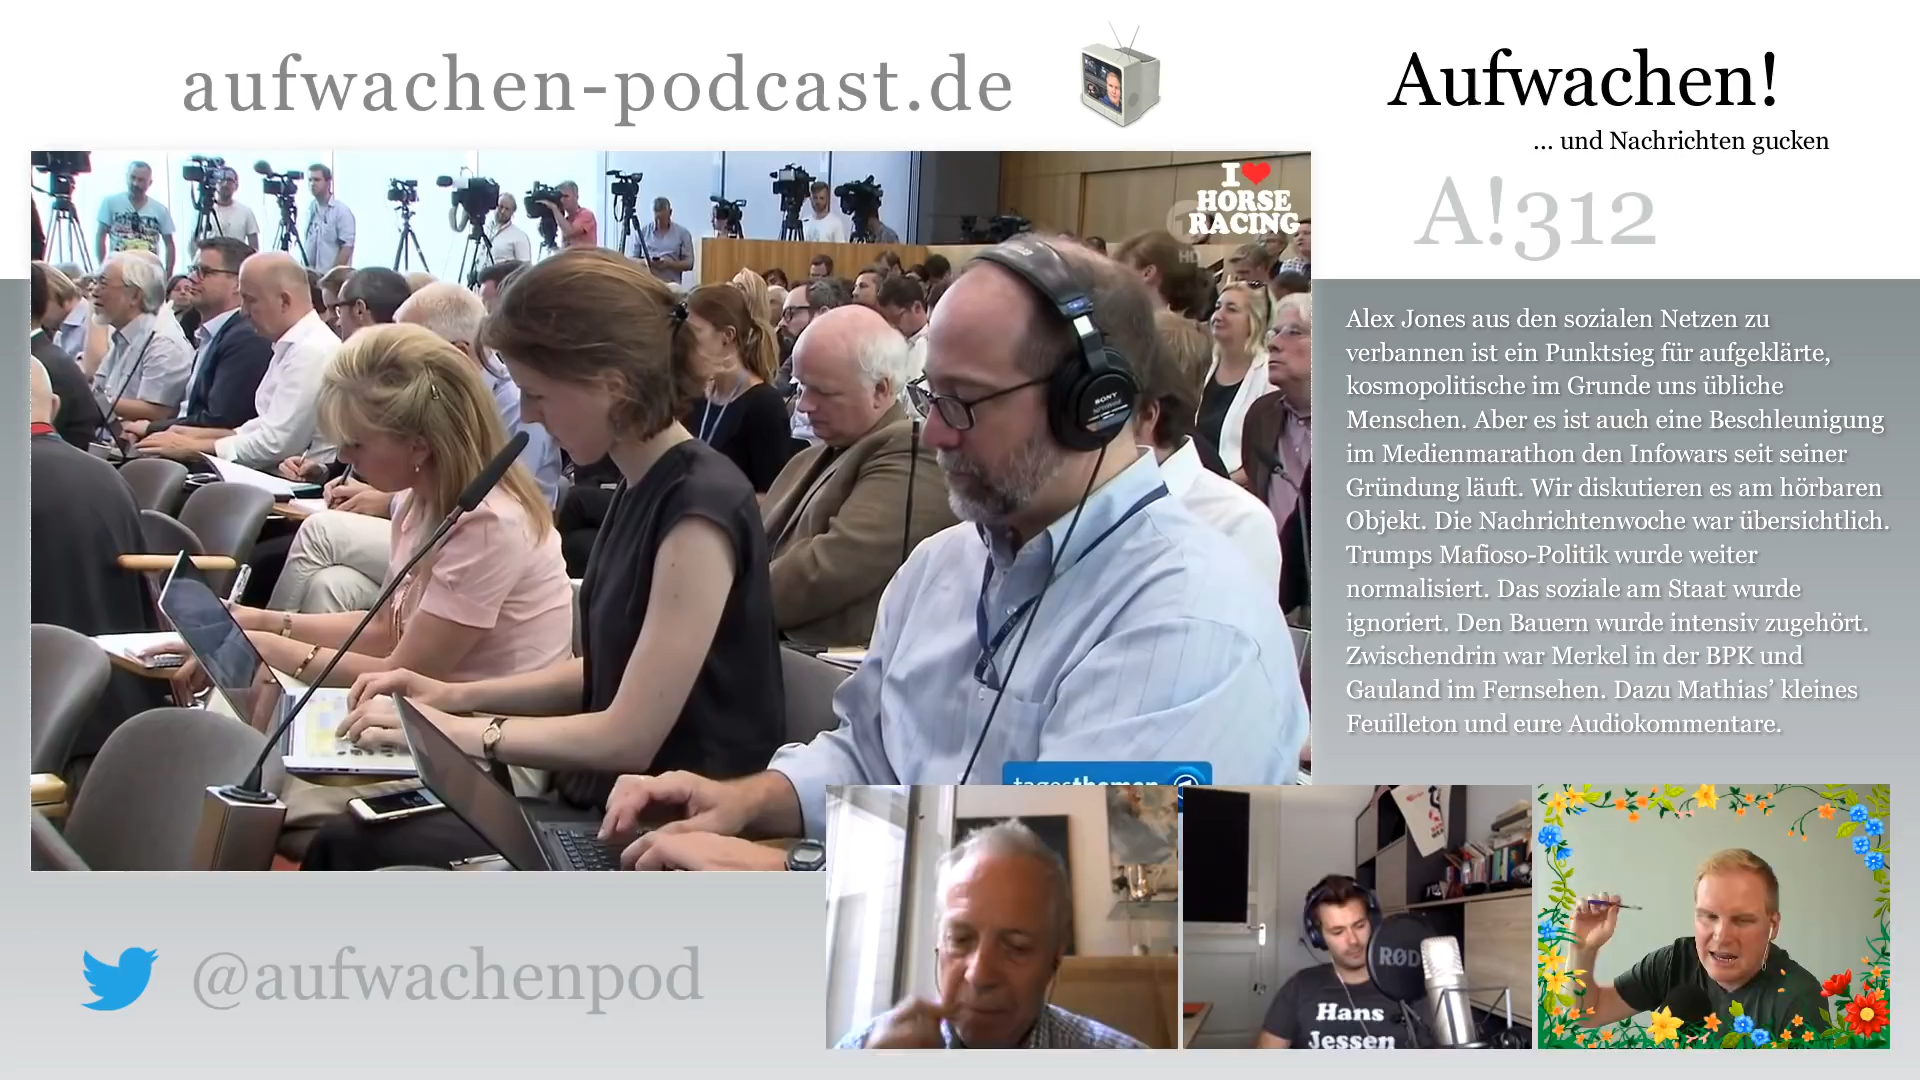 aufwachen-podcast.de
Aufwachen!
... und Nachrichten gucken
A!312
I
HORSE
RACING
HD
SONY
Alex Jones aus den sozialen Netzen zu
verbannen ist ein Punktsieg für aufgeklärte,
kosmopolitische im Grunde uns übliche
Menschen. Aber es ist auch eine Beschleunigung
im Medienmarathon den Infowars seit seiner
Gründung läuft. Wir diskutieren es am hörbaren
Objekt. Die Nachrichtenwoche war übersichtlich.
Trumps Mafioso-Politik wurde weiter
normalisiert. Das soziale am Staat wurde
ignoriert. Den Bauern wurde intensiv zugehört.
Zwischendrin war Merkel in der BPK und
Gauland im Fernsehen. Dazu Mathias’ kleines
Feuilleton und eure Audiokommentare.
tagesthemen
@aufwachenpod
RØDE
Hans
Jessen